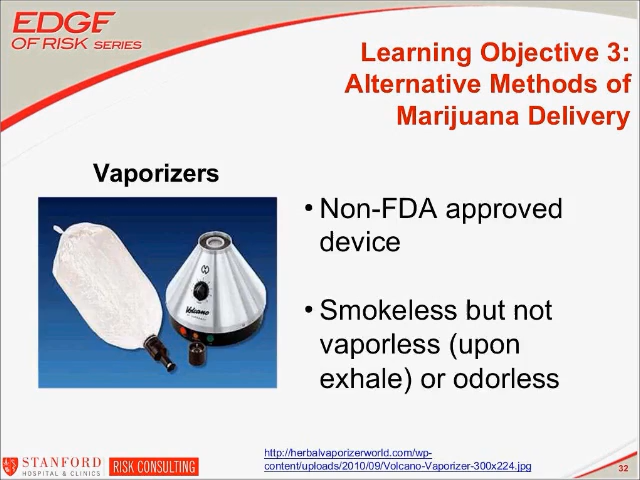 EDGE
OF RISK SERIES
Learning Objective 3:
Alternative Methods of
Marijuana Delivery
Vaporizers
• Non-FDA approved
device
• Smokeless but not
vaporless (upon
exhale) or odorless
Volcano
STANFORD
HOSPITAL & CLINICS
RISK CONSULTING
http://herbalvaporizerworld.com/wp-
content/uploads/2010/09/Volcano-Vaporizer-300x224.jpg
32